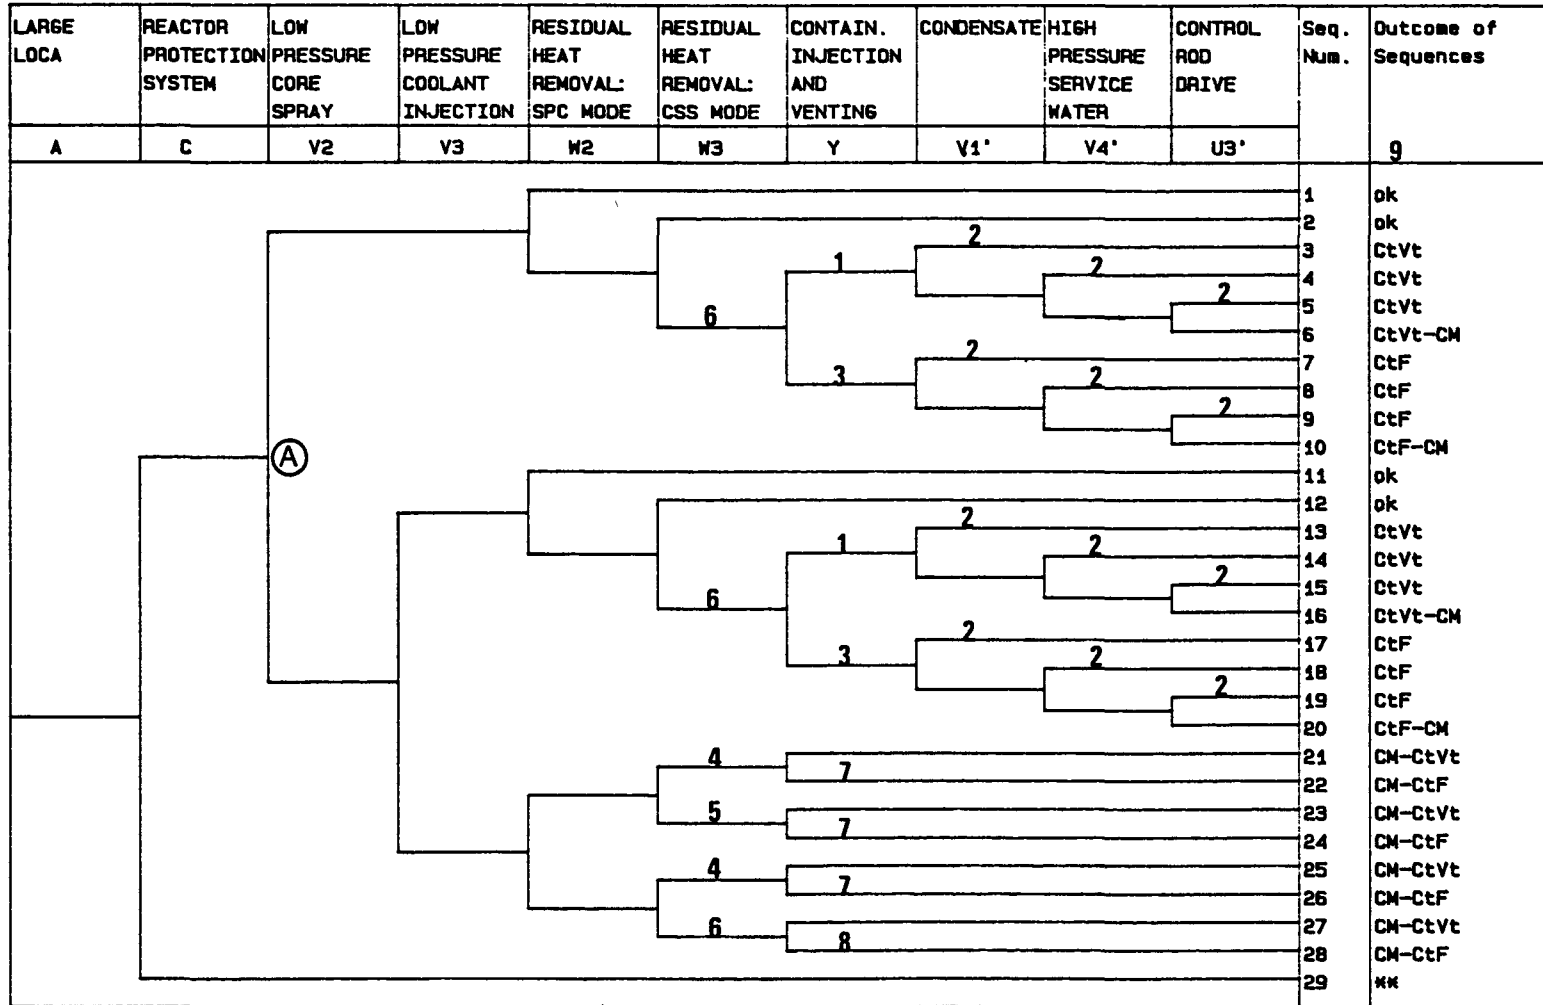 LARGE LOCA
REACTOR PROTECTION SYSTEM
LOW PRESSURE CORE SPRAY
LOW PRESSURE COOLANT INJECTION
RESIDUAL HEAT REMOVAL: SPC MODE
RESIDUAL HEAT REMOVAL: CSS MODE
CONTAIN. INJECTION AND VENTING
CONDENSATE
HIGH PRESSURE SERVICE WATER
CONTROL ROD DRIVE
Seq. Num.
Outcome of Sequences
A C V2 V3 W2 W3 Y V1' V4' U3' 9
1 ok
2 ok
2 3 CtVt
1 2 4 CtVt
2 5 CtVt
6 6 CtVt-CM
2 7 CtF
3 2 8 CtF
2 9 CtF
A 10 CtF-CM
11 ok
12 ok
2 13 CtVt
1 2 14 CtVt
2 15 CtVt
6 16 CtVt-CM
2 17 CtF
3 2 18 CtF
2 19 CtF
20 CtF-CM
4 21 CM-CtVt
7 22 CM-CtF
5 23 CM-CtVt
7 24 CM-CtF
4 25 CM-CtVt
7 26 CM-CtF
6 27 CM-CtVt
8 28 CM-CtF
29 **